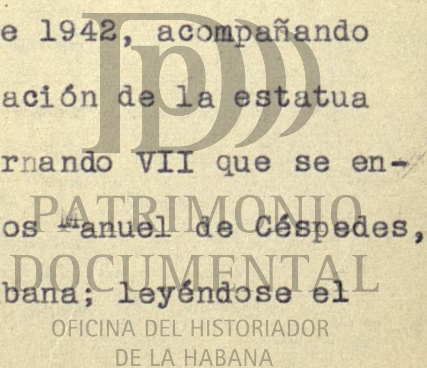 e 1942, acompañando
ación de la estatua
rnando VII que se en-
os Manuel de Céspedes,
bana; leyéndose el
PATRIMONIO
DOCUMENTAL
OFICINA DEL HISTORIADOR
DE LA HABANA